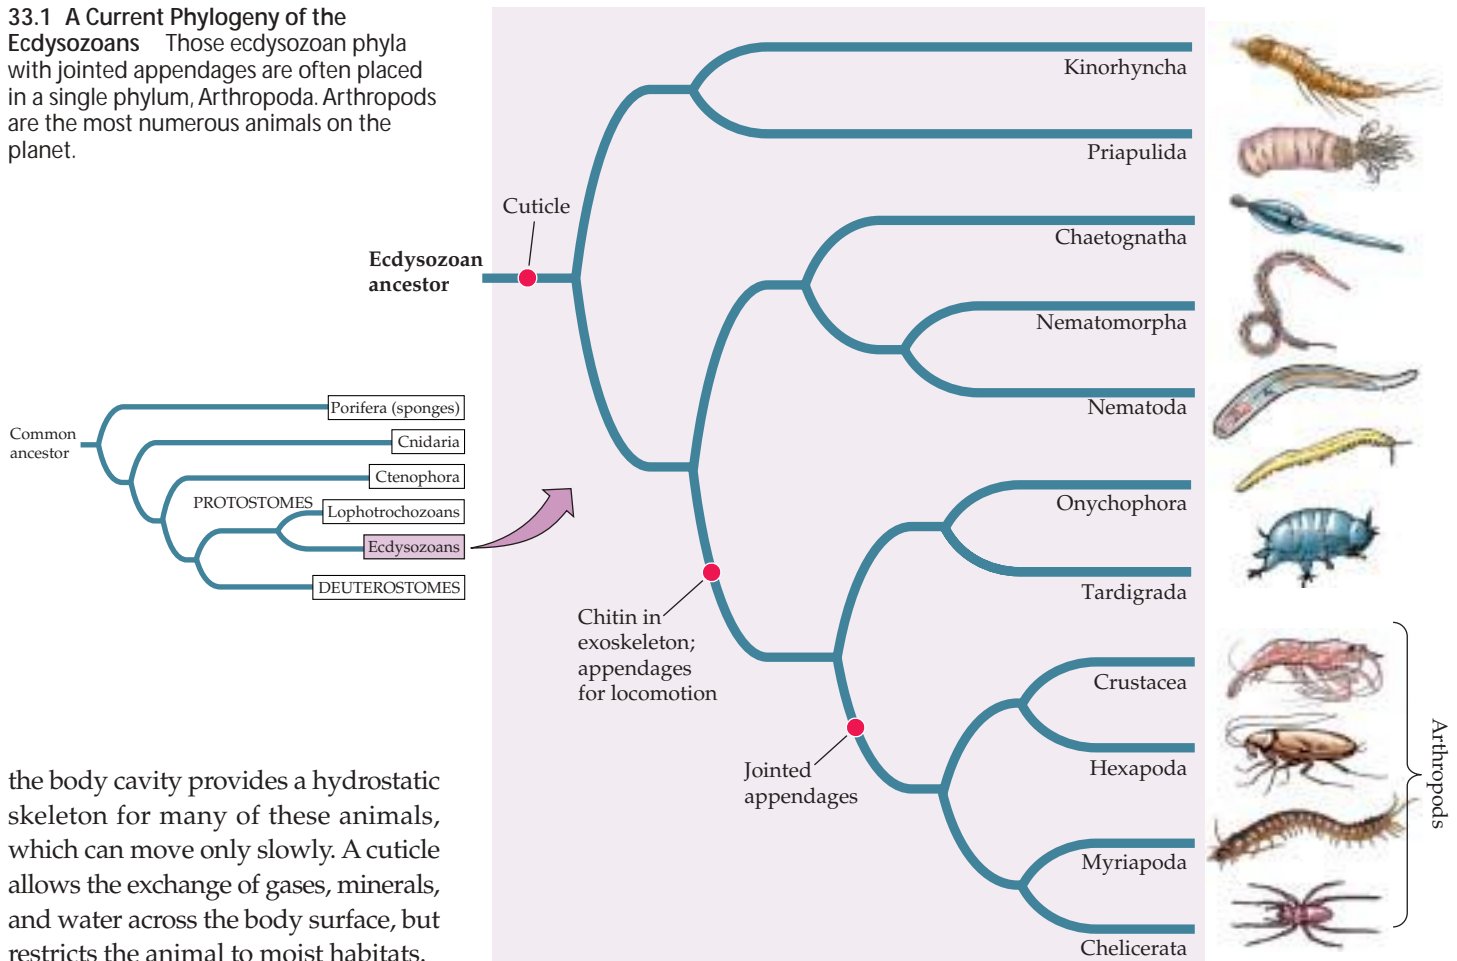 33.1 A Current Phylogeny of the
Ecdysozoans Those ecdysozoan phyla
with jointed appendages are often placed
in a single phylum, Arthropoda. Arthropods
are the most numerous animals on the
planet.
Kinorhyncha
Priapulida
Cuticle
Chaetognatha
Ecdysozoan
ancestor
Nematomorpha
Nematoda
Common
ancestor
Porifera (sponges)
Cnidaria
Ctenophora
PROTOSTOMES
Lophotrochozoans
Ecdysozoans
DEUTEROSTOMES
Onychophora
Tardigrada
Chitin in
exoskeleton;
appendages
for locomotion
Crustacea
Hexapoda
Jointed
appendages
Myriapoda
Chelicerata
Arthropods
the body cavity provides a hydrostatic
skeleton for many of these animals,
which can move only slowly. A cuticle
allows the exchange of gases, minerals,
and water across the body surface, but
restricts the animal to moist habitats.